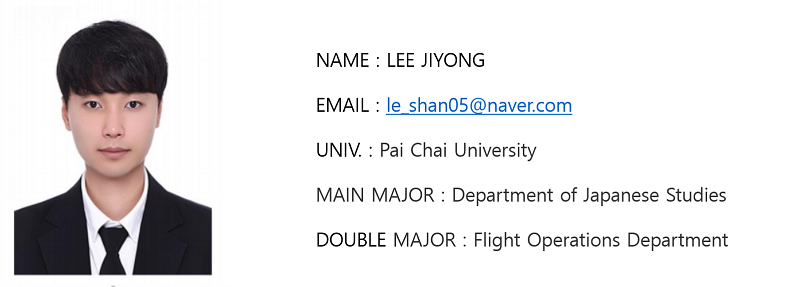 NAME : LEE JIYONG
EMAIL : le_shan05@naver.com
UNIV. : Pai Chai University
MAIN MAJOR : Department of Japanese Studies
DOUBLE MAJOR : Flight Operations Department